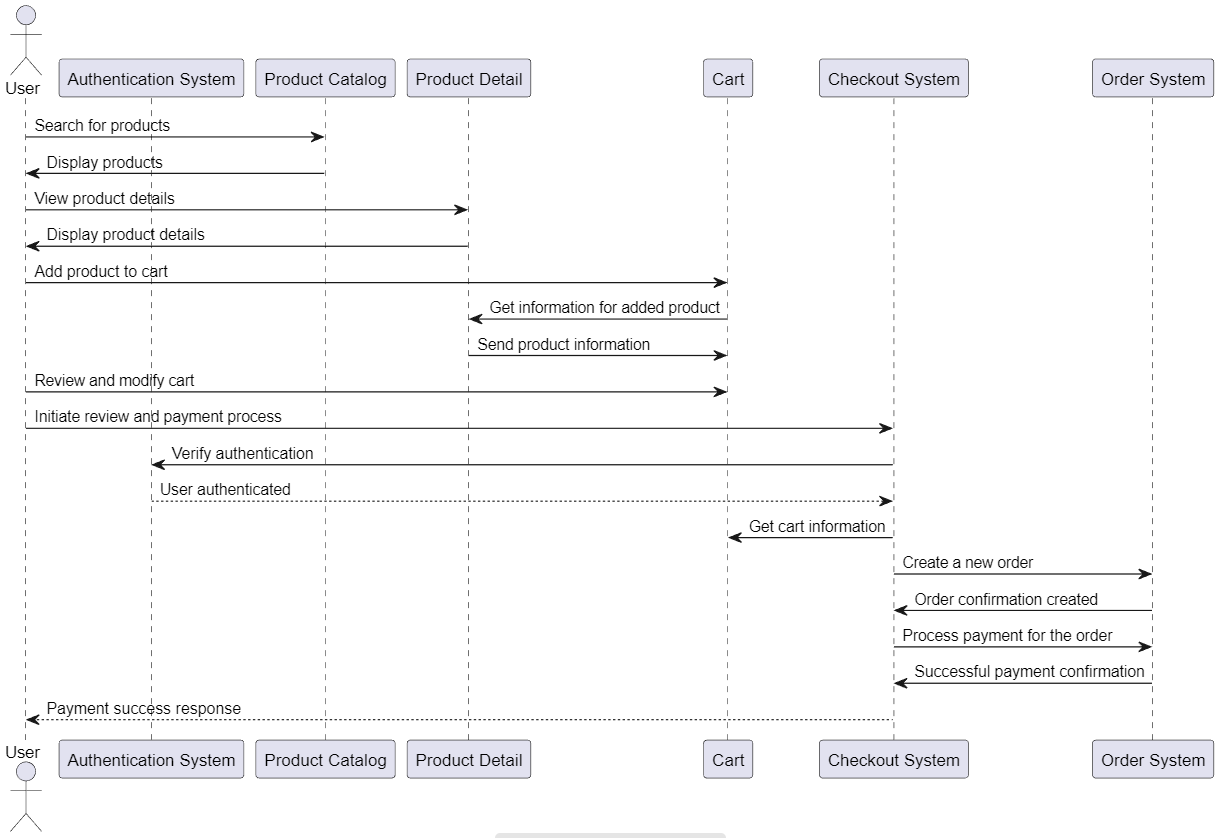 User
Authentication System
Product Catalog
Product Detail
Cart
Checkout System
Order System
Search for products
Display products
View product details
Display product details
Add product to cart
Get information for added product
Send product information
Review and modify cart
Initiate review and payment process
Verify authentication
User authenticated
Get cart information
Create a new order
Order confirmation created
Process payment for the order
Successful payment confirmation
Payment success response
User
Authentication System
Product Catalog
Product Detail
Cart
Checkout System
Order System